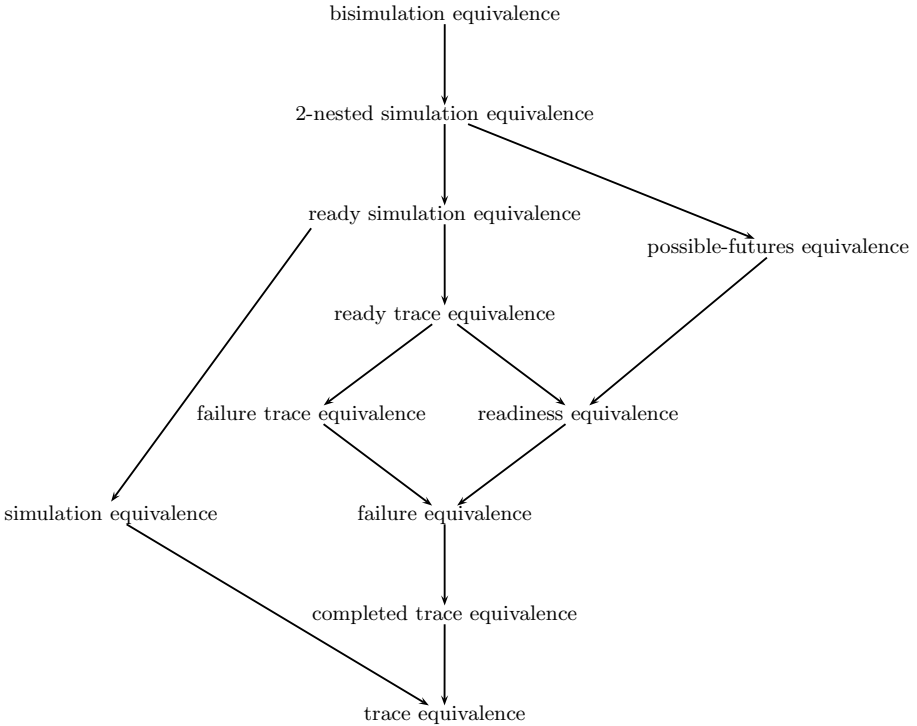 bisimulation equivalence
2-nested simulation equivalence
ready simulation equivalence
possible-futures equivalence
ready trace equivalence
failure trace equivalence
readiness equivalence
simulation equivalence
failure equivalence
completed trace equivalence
trace equivalence